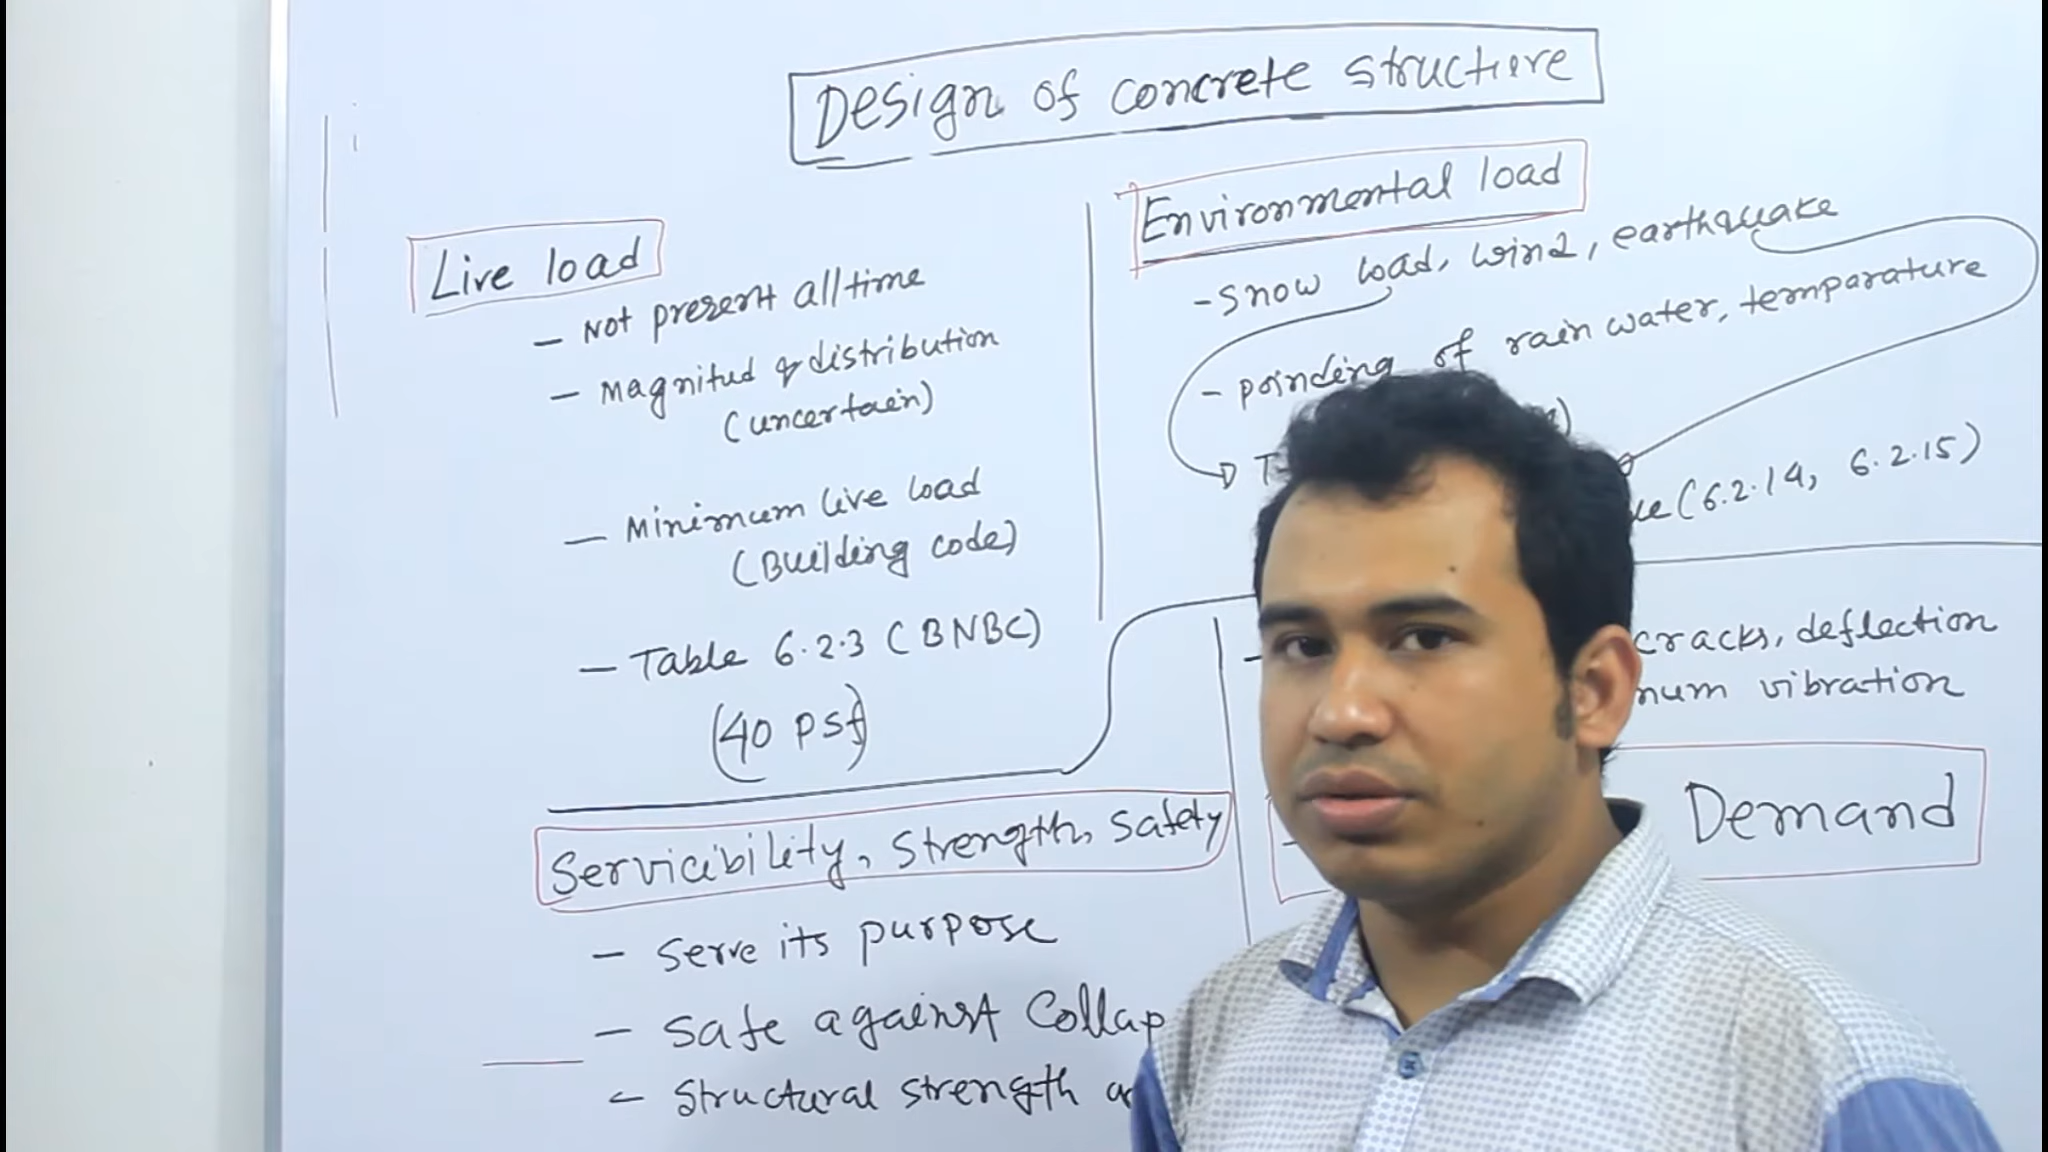 Design of concrete structure
Live load
- Not present all time
- Magnitud & distribution
(uncertain)
- Minimum live load
(Building code)
- Table 6.2.3 (BNBC)
(40 psf)
Environmental load
- Snow load, wind, earthquake
- poinding of rain water, temparature
(6.2.14, 6.2.15)
Servicibility, Strength, Safety
- Serve its purpose
- Safe against
- Structural strength
cracks, deflection
vibration
Demand